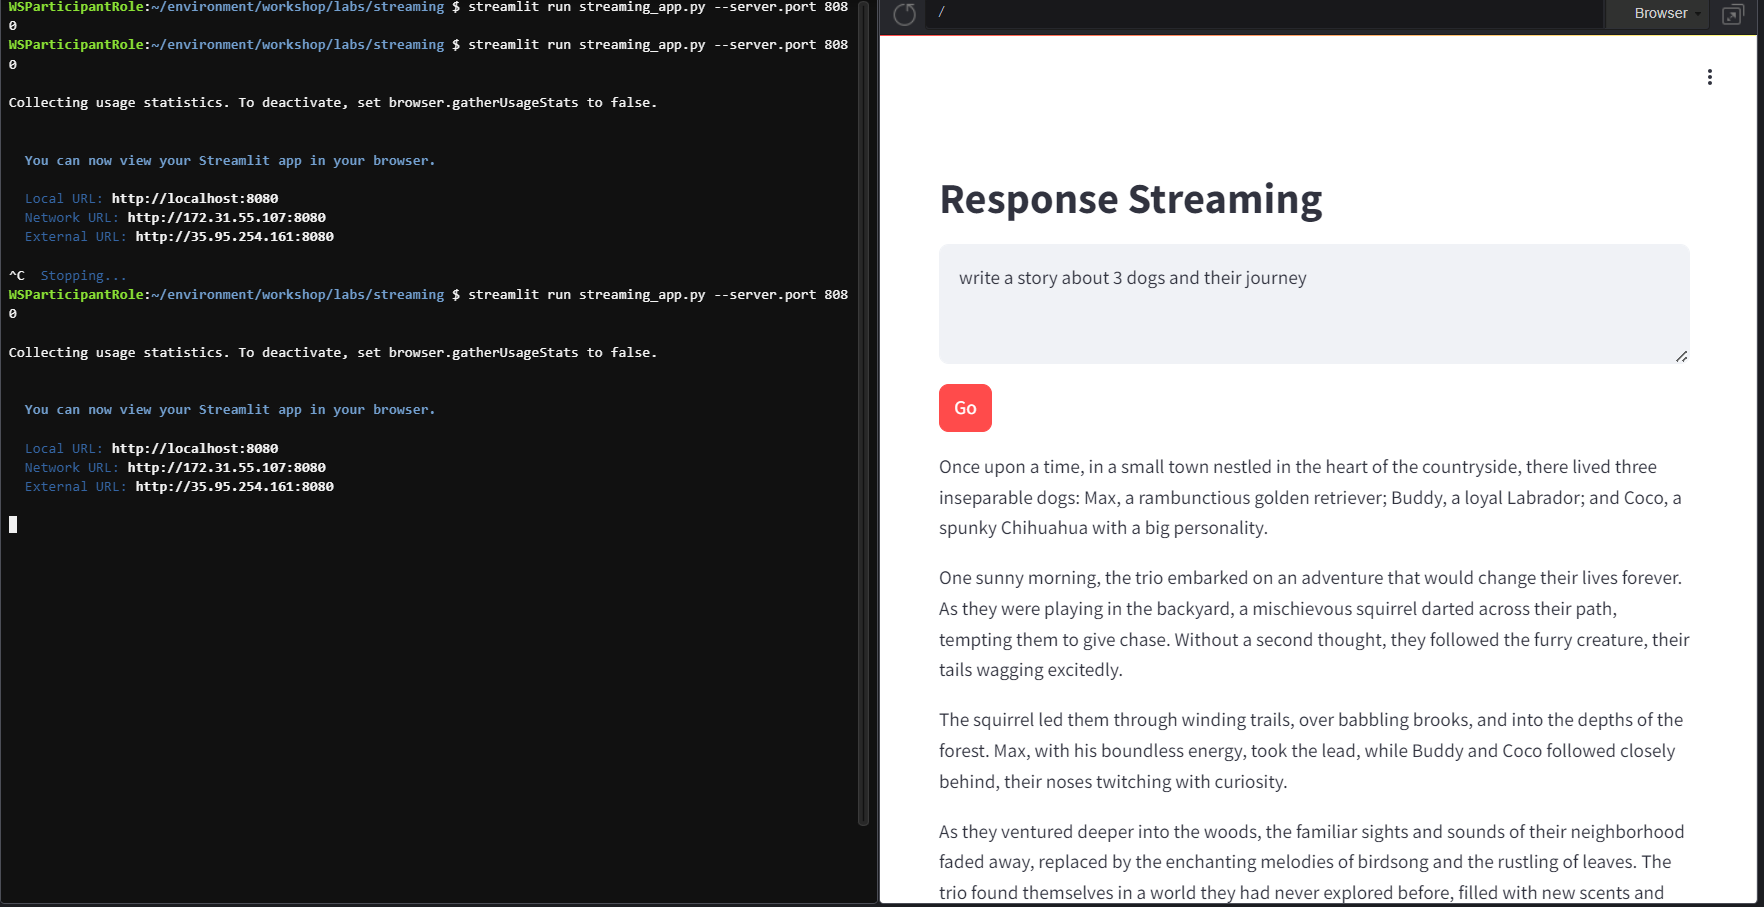 WSParticipantRole:~/environment/workshop/labs/streaming $ streamlit run streaming_app.py --server.port 808
0
WSParticipantRole:~/environment/workshop/labs/streaming $ streamlit run streaming_app.py --server.port 808
0
Collecting usage statistics. To deactivate, set browser.gatherUsageStats to false.
You can now view your Streamlit app in your browser.
Local URL: http://localhost:8080
Network URL: http://172.31.55.107:8080
External URL: http://35.95.254.161:8080
^C  Stopping...
WSParticipantRole:~/environment/workshop/labs/streaming $ streamlit run streaming_app.py --server.port 808
0
Collecting usage statistics. To deactivate, set browser.gatherUsageStats to false.
You can now view your Streamlit app in your browser.
Local URL: http://localhost:8080
Network URL: http://172.31.55.107:8080
External URL: http://35.95.254.161:8080
/
Browser
Response Streaming
write a story about 3 dogs and their journey
Go
Once upon a time, in a small town nestled in the heart of the countryside, there lived three
inseparable dogs: Max, a rambunctious golden retriever; Buddy, a loyal Labrador; and Coco, a
spunky Chihuahua with a big personality.
One sunny morning, the trio embarked on an adventure that would change their lives forever.
As they were playing in the backyard, a mischievous squirrel darted across their path,
tempting them to give chase. Without a second thought, they followed the furry creature, their
tails wagging excitedly.
The squirrel led them through winding trails, over babbling brooks, and into the depths of the
forest. Max, with his boundless energy, took the lead, while Buddy and Coco followed closely
behind, their noses twitching with curiosity.
As they ventured deeper into the woods, the familiar sights and sounds of their neighborhood
faded away, replaced by the enchanting melodies of birdsong and the rustling of leaves. The
trio found themselves in a world they had never explored before, filled with new scents and